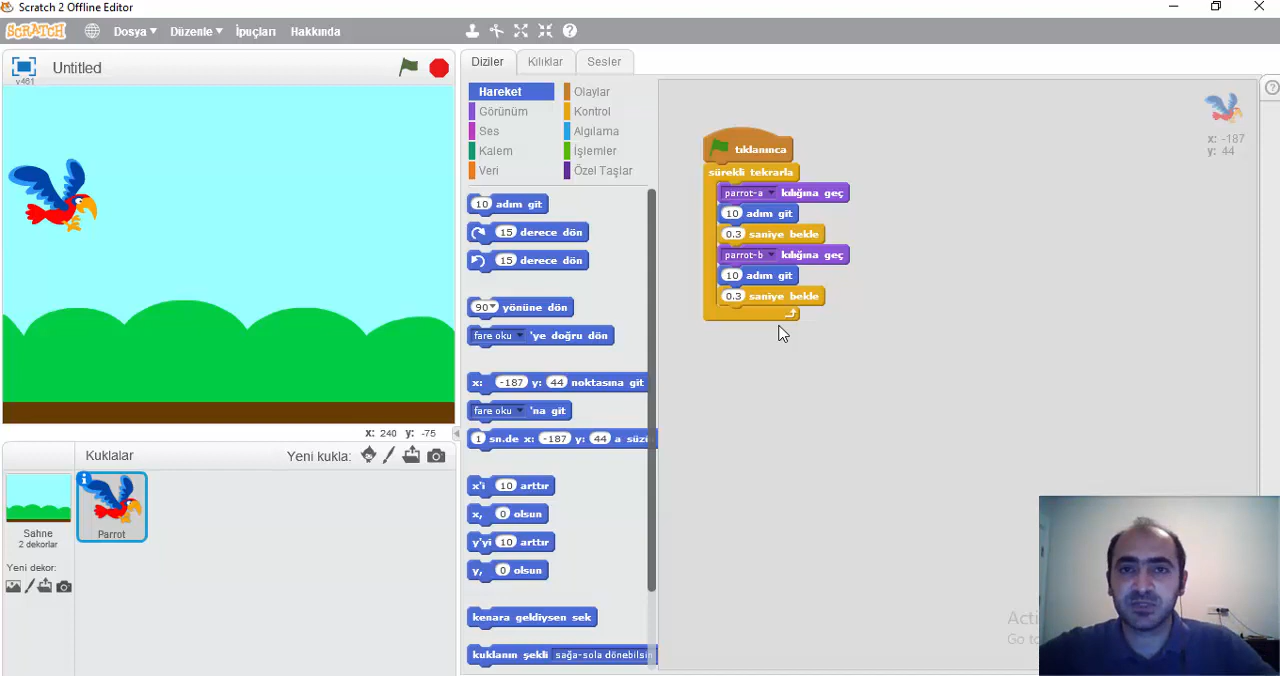 Scratch 2 Offline Editor
SCRATCH Dosya Düzenle İpuçları Hakkında
v461 Untitled
Diziler Kılıklar Sesler
Hareket Olaylar
Görünüm Kontrol
Ses Algılama
Kalem İşlemler
Veri Özel Taşlar
10 adım git
15 derece dön
15 derece dön
90 yönüne dön
fare oku 'ye doğru dön
x: -187 y: 44 noktasına git
fare oku 'na git
1 sn.de x: -187 y: 44 a süzü
x'i 10 arttır
x, 0 olsun
y'yi 10 arttır
y, 0 olsun
kenara geldiysen sek
kuklanın şekli sağa-sola dönebilsin
tıklanınca
sürekli tekrarla
parrot-a kılığına geç
10 adım git
0.3 saniye bekle
parrot-b kılığına geç
10 adım git
0.3 saniye bekle
x: -187
y: 44
x: 240 y: -75
Kuklalar Yeni kukla:
Sahne
2 dekorlar
Yeni dekor:
Parrot
Go to